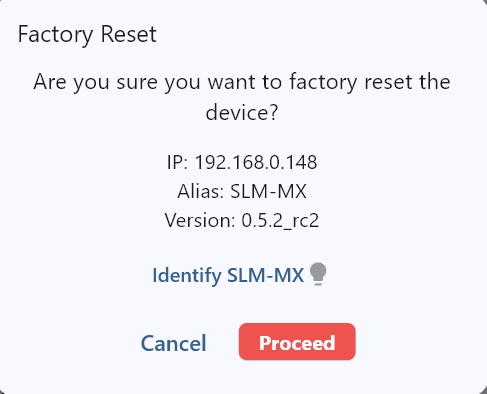 Factory Reset
Are you sure you want to factory reset the
device?
IP: 192.168.0.148
Alias: SLM-MX
Version: 0.5.2_rc2
Identify SLM-MX
Cancel
Proceed